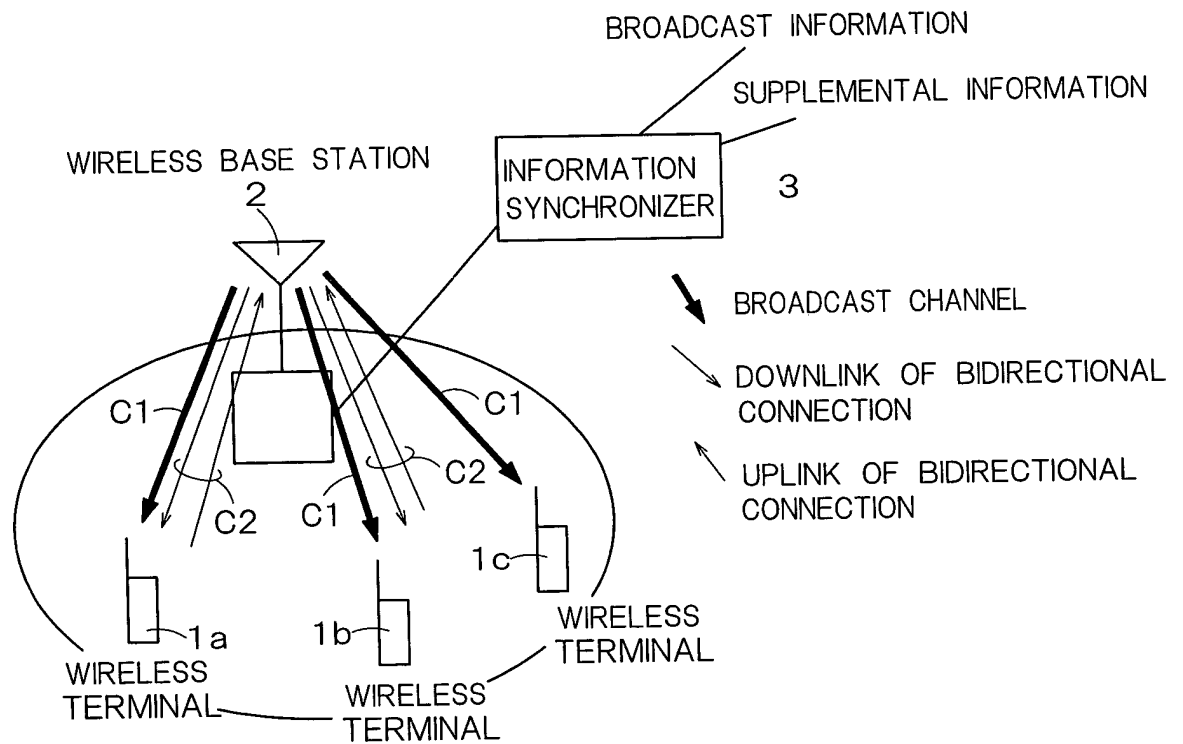 BROADCAST INFORMATION
SUPPLEMENTAL INFORMATION
WIRELESS BASE STATION
2
INFORMATION
SYNCHRONIZER
3
BROADCAST CHANNEL
DOWNLINK OF BIDIRECTIONAL
CONNECTION
UPLINK OF BIDIRECTIONAL
CONNECTION
C1
C1
C2
C2
C1
1c
1a
1b
WIRELESS
TERMINAL
WIRELESS
TERMINAL
WIRELESS
TERMINAL